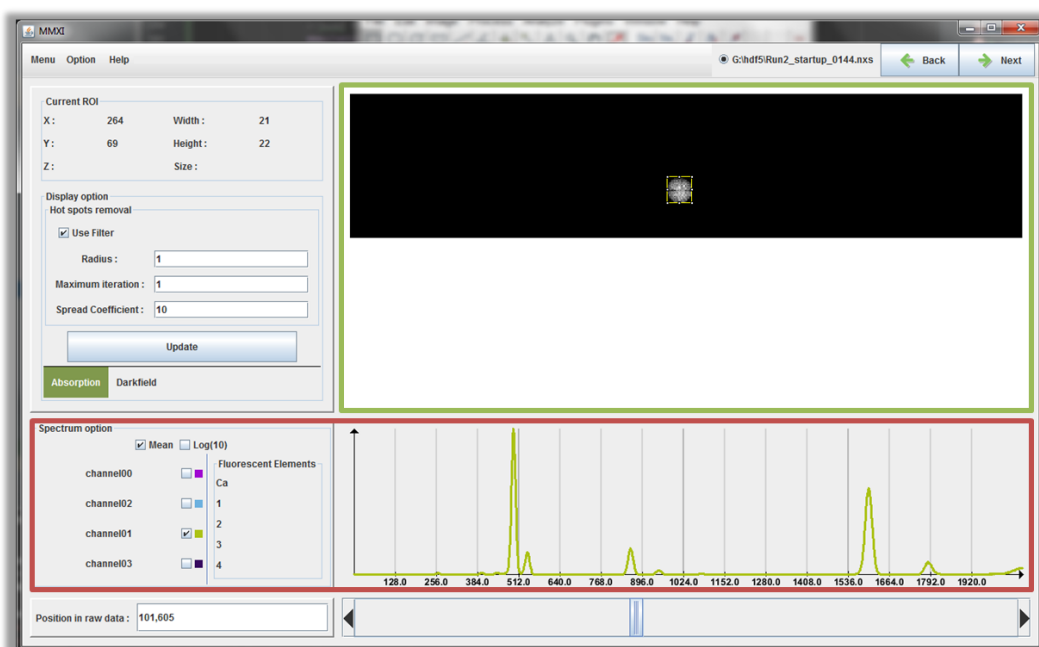 MMXI
Menu Option Help
G:\hdf5\Run2_startup_0144.nxs
Back
Next
Current ROI
X : 264 Width : 21
Y : 69 Height : 22
Z : Size :
Display option
Hot spots removal
Use Filter
Radius : 1
Maximum iteration : 1
Spread Coefficient : 10
Update
Absorption Darkfield
Spectrum option
Mean Log(10)
channel00
channel02
channel01
channel03
Fluorescent Elements
Ca
1
2
3
4
128.0 256.0 384.0 512.0 640.0 768.0 896.0 1024.0 1152.0 1280.0 1408.0 1536.0 1664.0 1792.0 1920.0
Position in raw data : 101,605